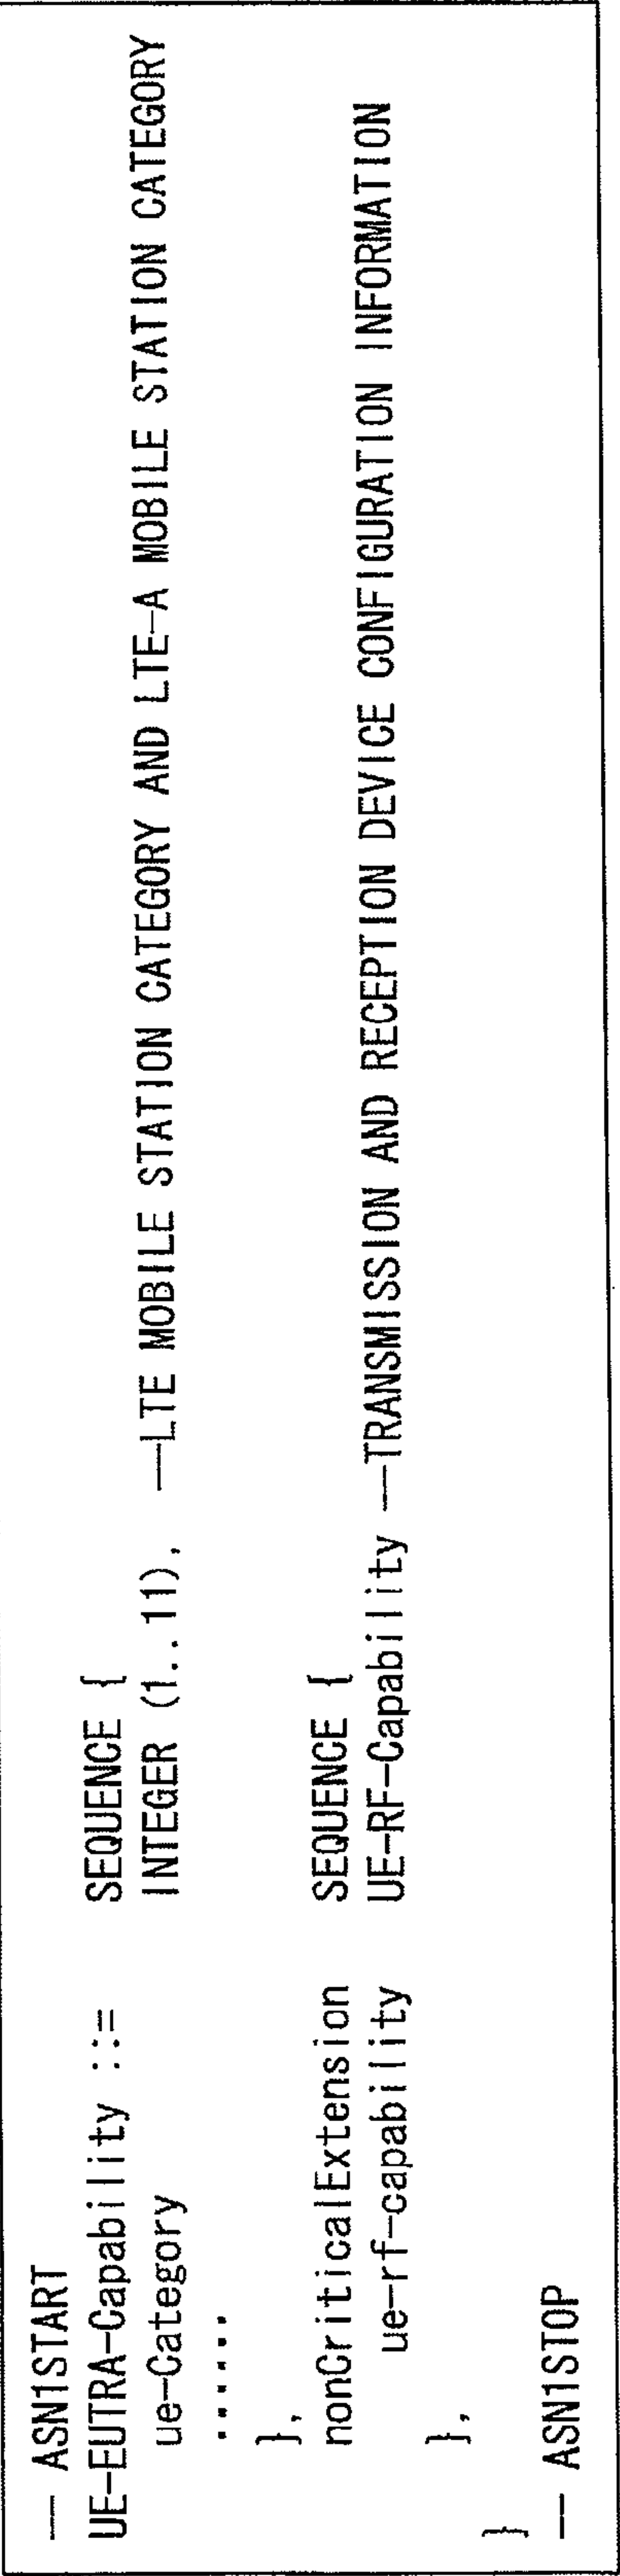 -- ASN1START
UE-EUTRA-Capability ::= SEQUENCE {
ue-Category INTEGER (1..11), --LTE MOBILE STATION CATEGORY AND LTE-A MOBILE STATION CATEGORY
......
},
nonCriticalExtension SEQUENCE {
ue-rf-capability UE-RF-Capability --TRANSMISSION AND RECEPTION DEVICE CONFIGURATION INFORMATION
},
}
-- ASN1STOP